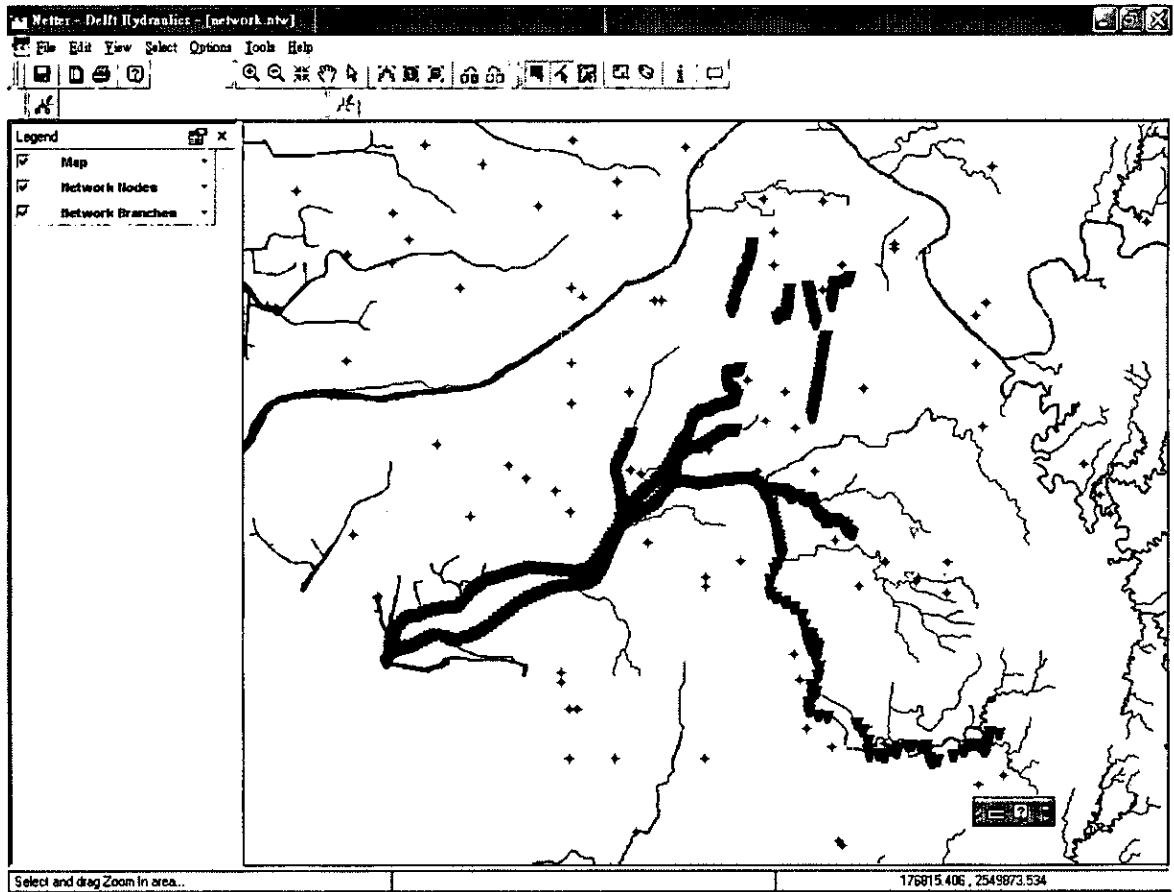 Netter - Delft Hydraulics - [network.ntw]
File Edit View Select Options Tools Help
Legend
Map
Network Nodes
Network Branches
Select and drag Zoom In area...
176815.406 , 2549873.534